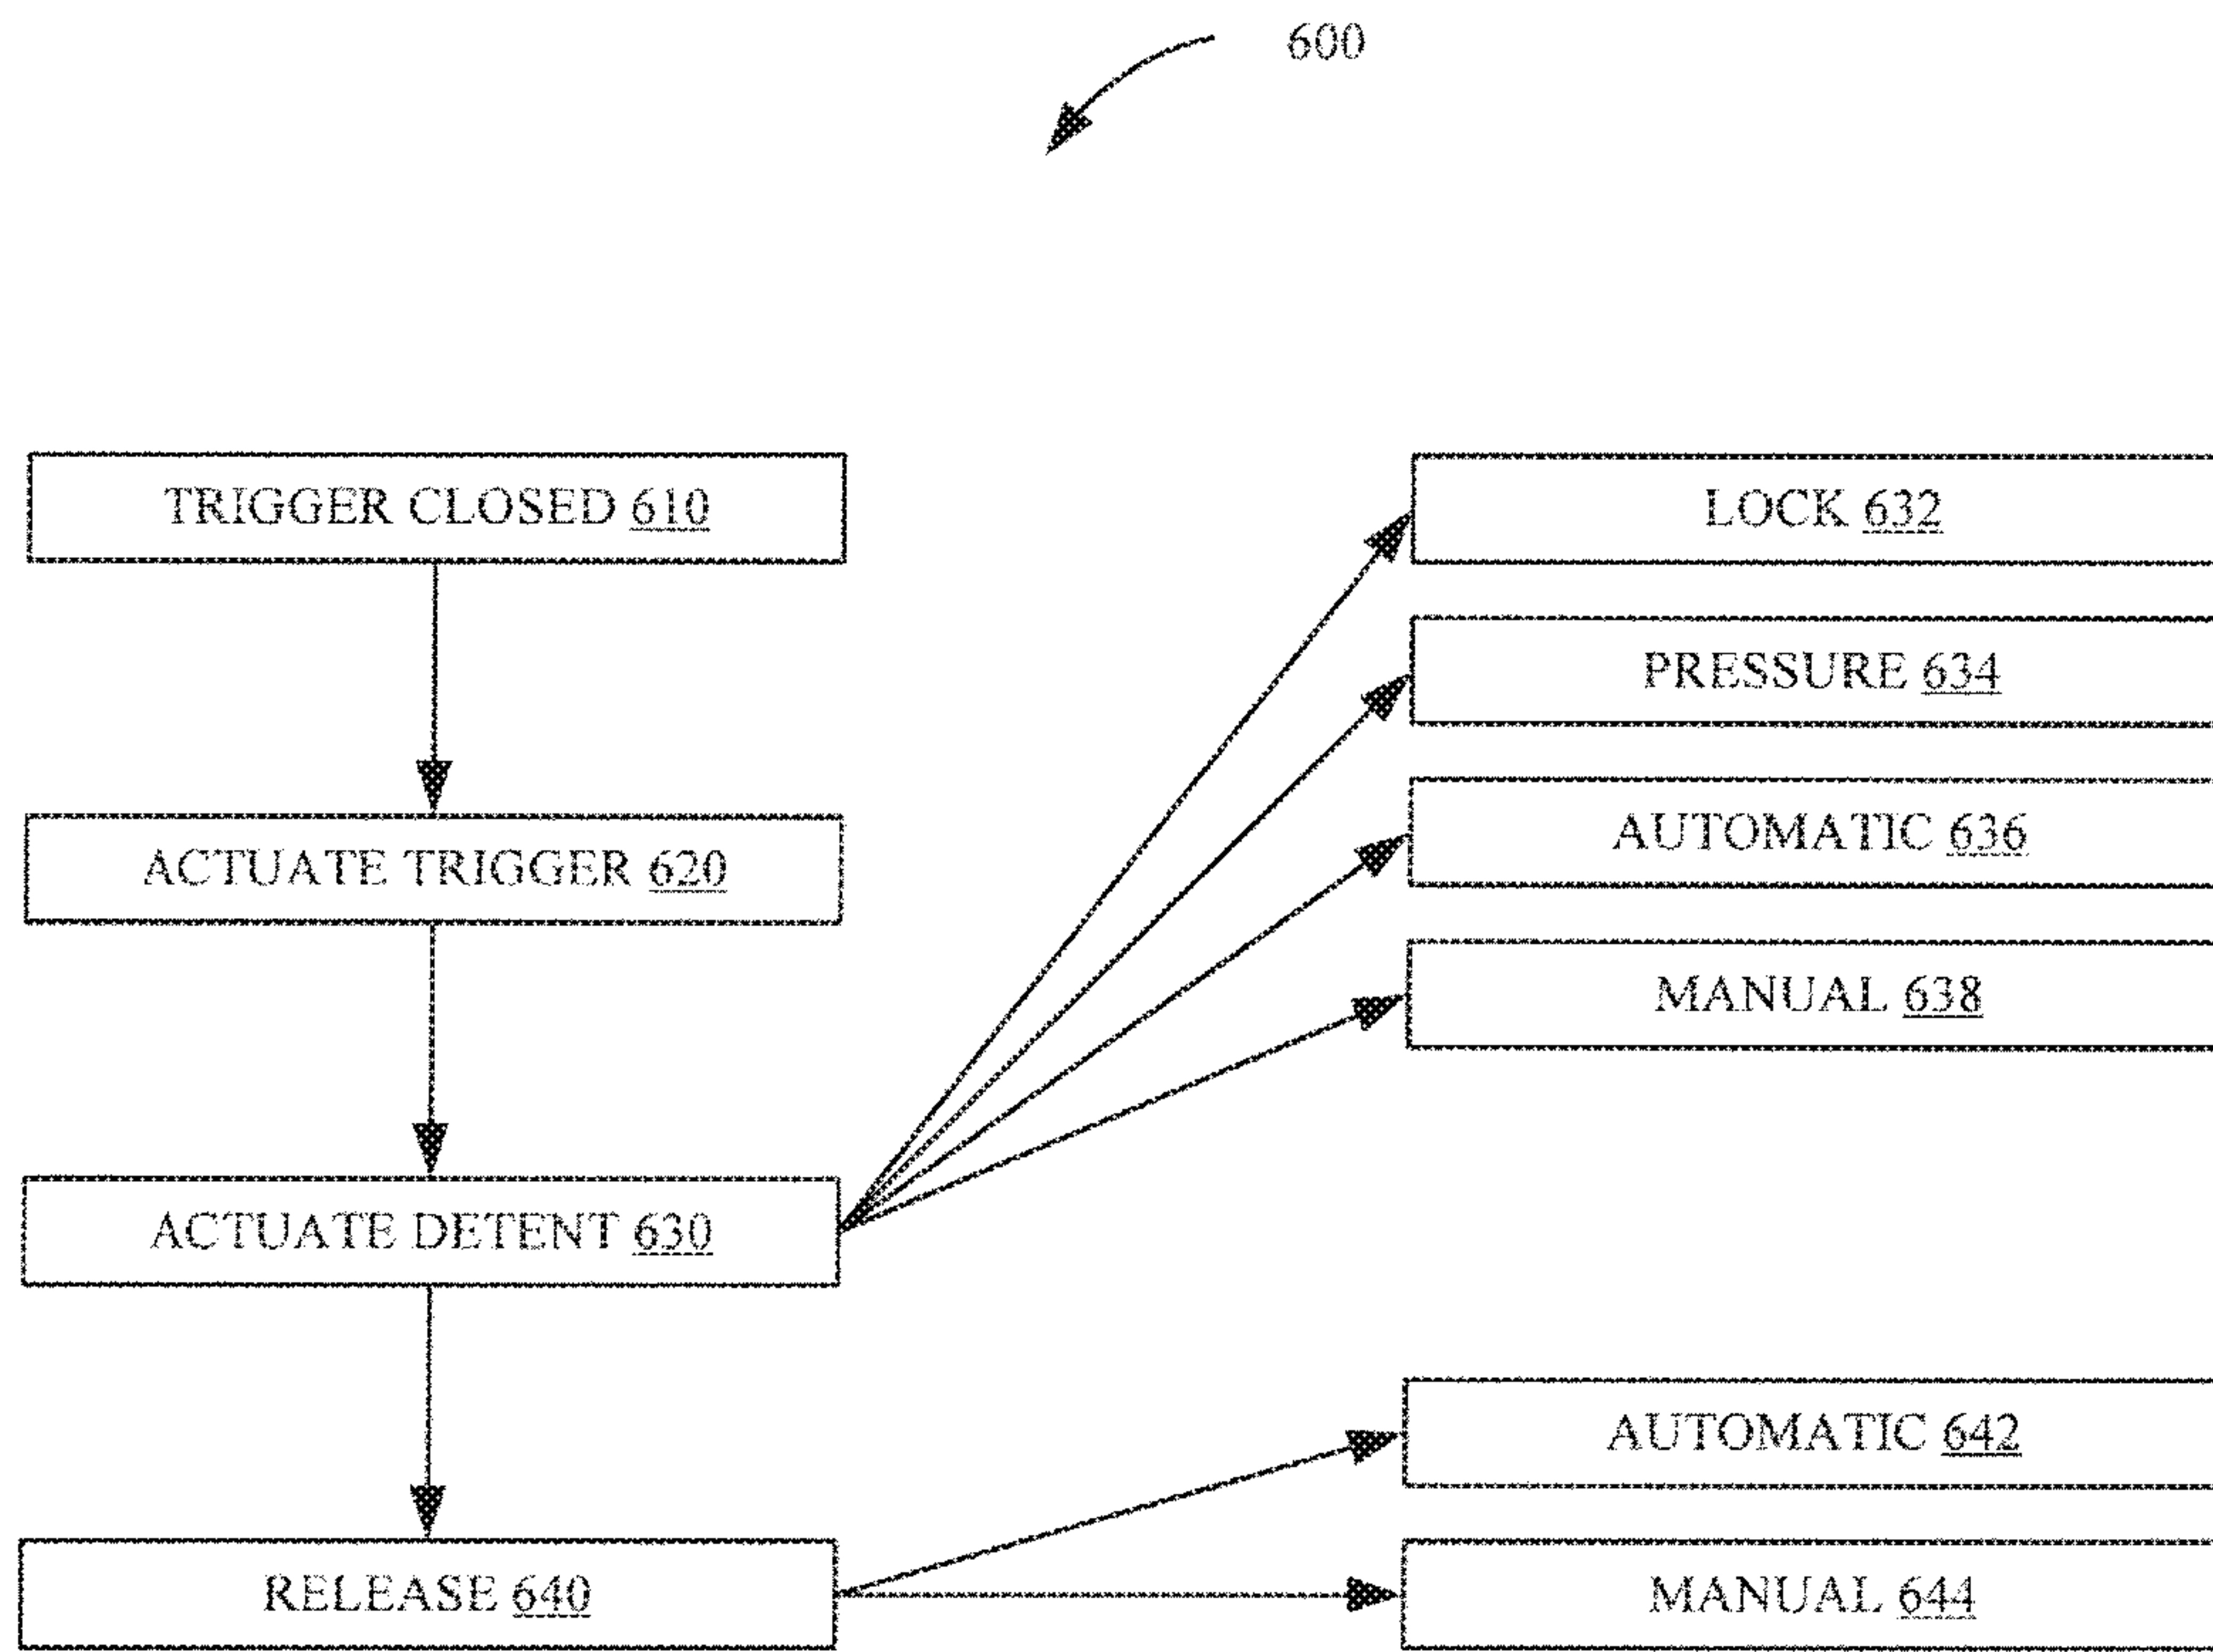 600
TRIGGER CLOSED 610
ACTUATE TRIGGER 620
ACTUATE DETENT 630
RELEASE 640
LOCK 632
PRESSURE 634
AUTOMATIC 636
MANUAL 638
AUTOMATIC 642
MANUAL 644